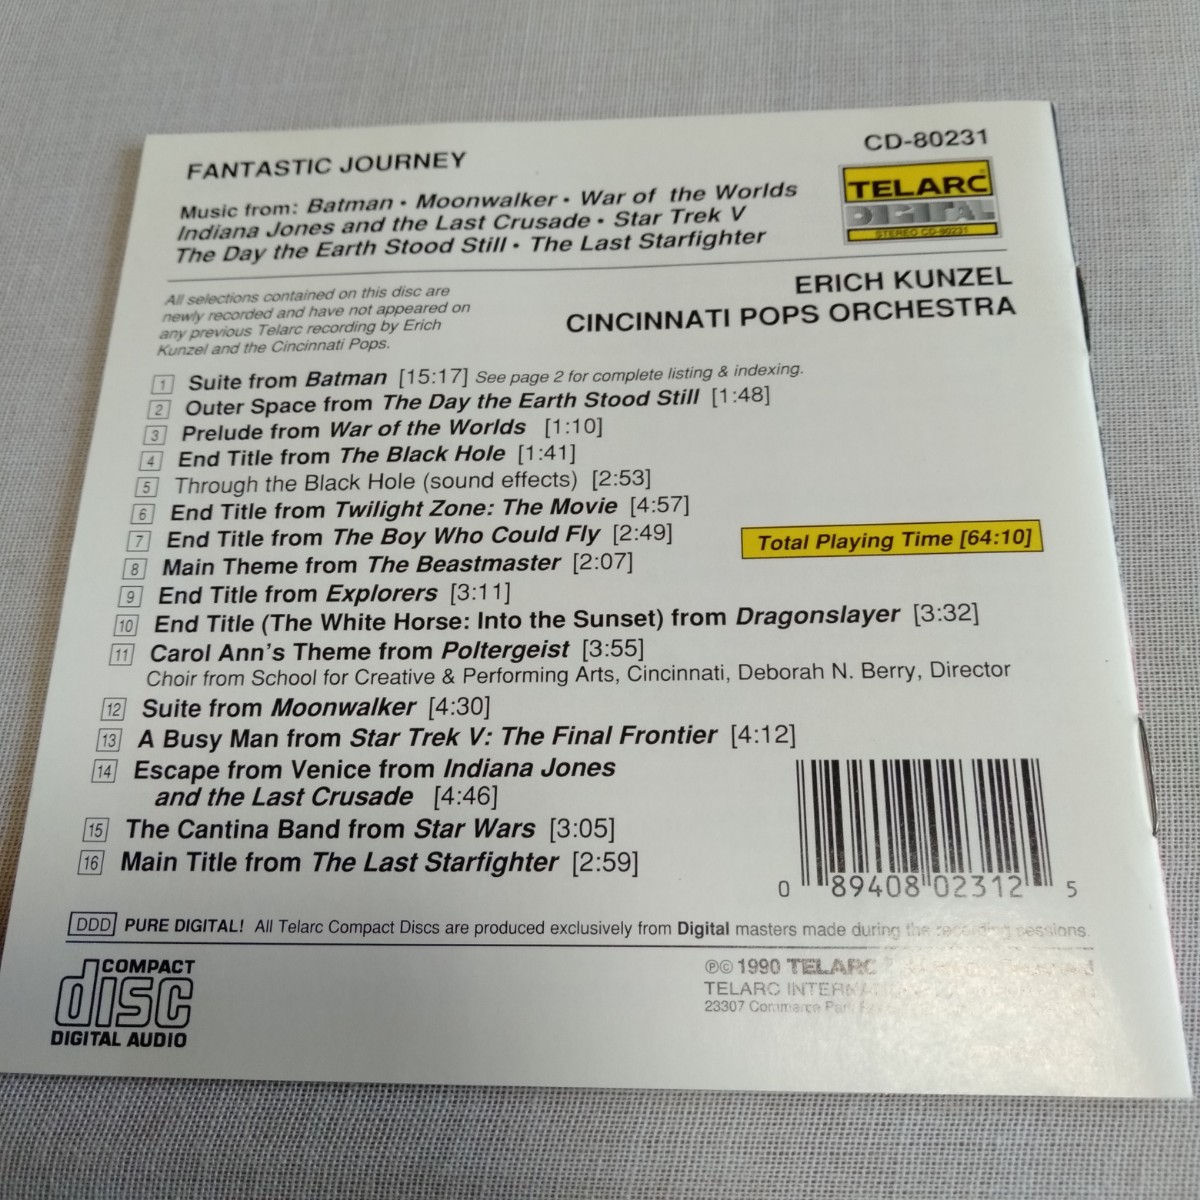 FANTASTIC JOURNEY
CD-80231
Music from: Batman • Moonwalker • War of the Worlds
Indiana Jones and the Last Crusade • Star Trek V
The Day the Earth Stood Still • The Last Starfighter
TELARC
DIGITAL
STEREO CD-80231
All selections contained on this disc are
newly recorded and have not appeared on
any previous Telarc recording by Erich
Kunzel and the Cincinnati Pops.
ERICH KUNZEL
CINCINNATI POPS ORCHESTRA
1 Suite from Batman [15:17] See page 2 for complete listing & indexing.
2 Outer Space from The Day the Earth Stood Still [1:48]
3 Prelude from War of the Worlds [1:10]
4 End Title from The Black Hole [1:41]
5 Through the Black Hole (sound effects) [2:53]
6 End Title from Twilight Zone: The Movie [4:57]
7 End Title from The Boy Who Could Fly [2:49]
Total Playing Time [64:10]
8 Main Theme from The Beastmaster [2:07]
9 End Title from Explorers [3:11]
10 End Title (The White Horse: Into the Sunset) from Dragonslayer [3:32]
11 Carol Ann's Theme from Poltergeist [3:55]
Choir from School for Creative & Performing Arts, Cincinnati, Deborah N. Berry, Director
12 Suite from Moonwalker [4:30]
13 A Busy Man from Star Trek V: The Final Frontier [4:12]
14 Escape from Venice from Indiana Jones
and the Last Crusade [4:46]
15 The Cantina Band from Star Wars [3:05]
16 Main Title from The Last Starfighter [2:59]
0 89408 02312 5
DDD PURE DIGITAL! All Telarc Compact Discs are produced exclusively from Digital masters made during the recording sessions.
COMPACT
disc
DIGITAL AUDIO
℗© 1990 TELARC
TELARC
23307 Commerce